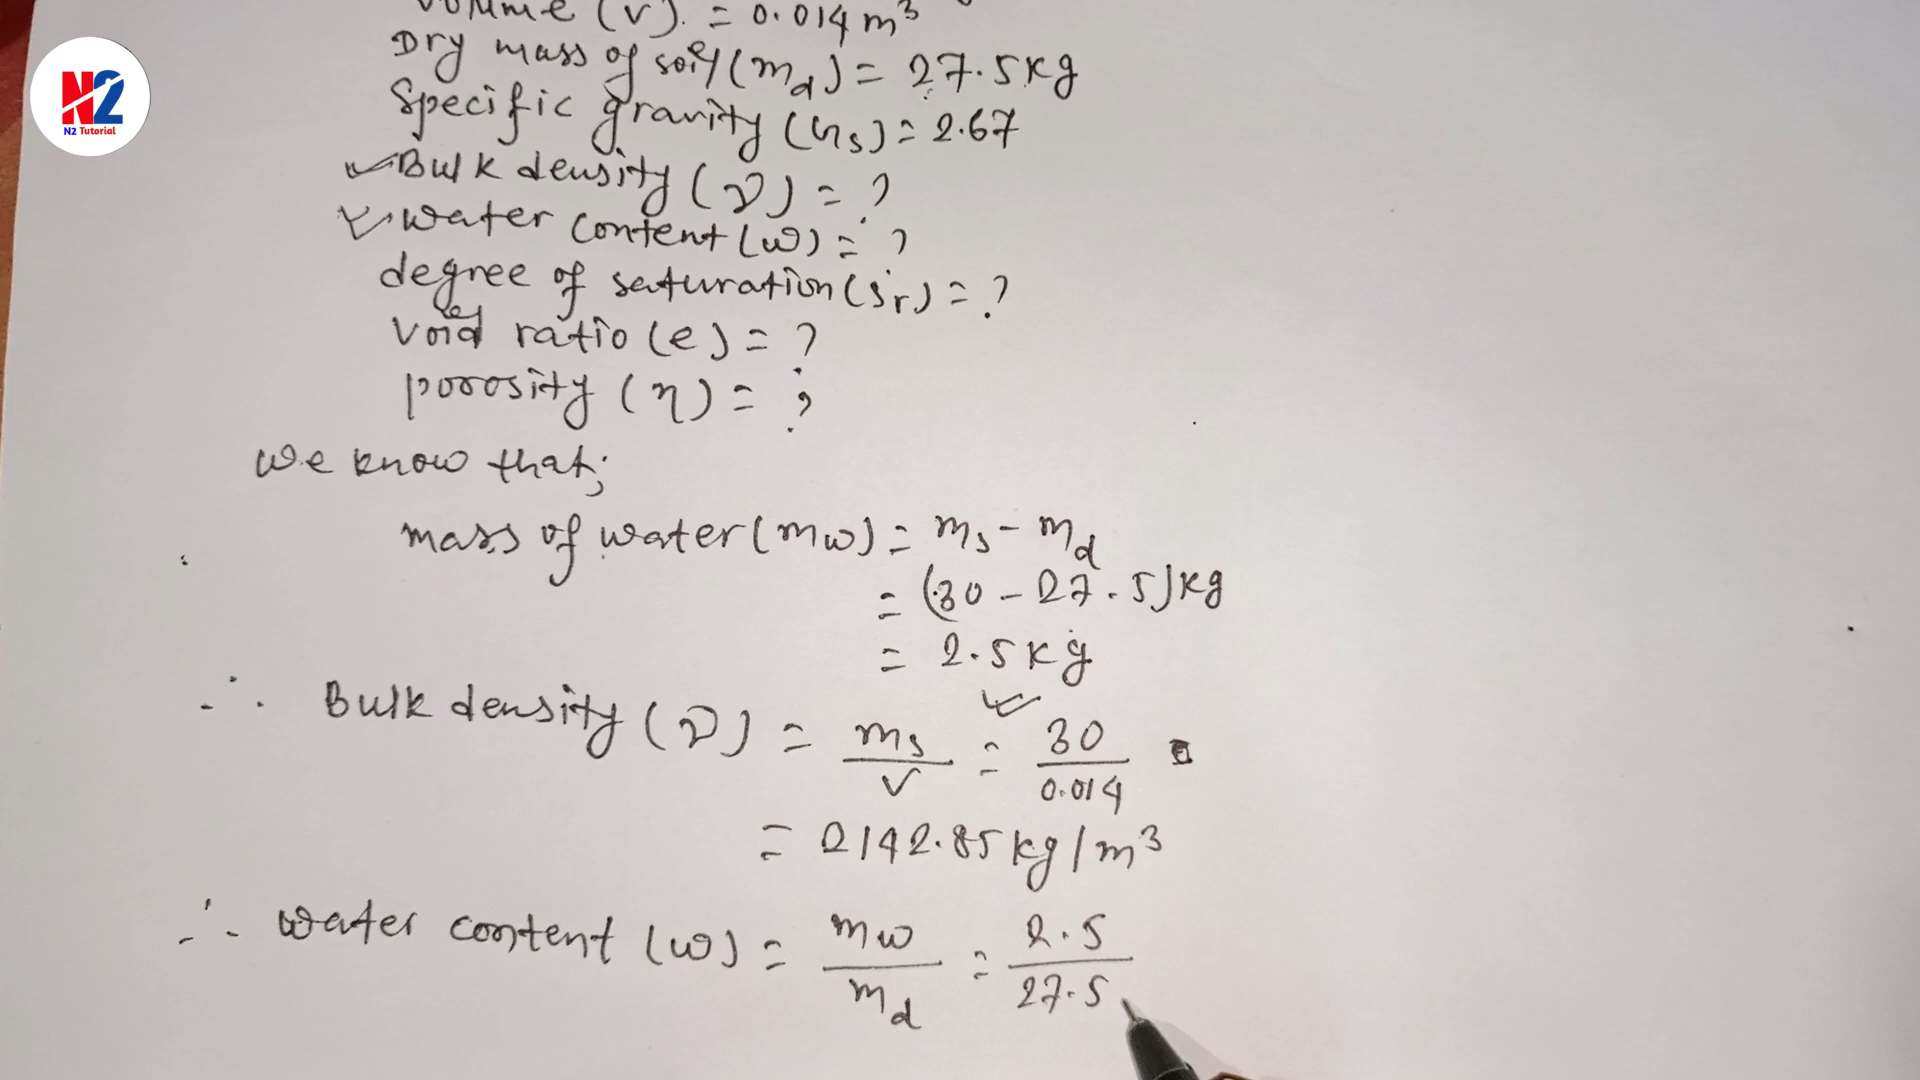 N2
N2 Tutorial
Volume (v) = 0.014 m³
Dry mass of soil (md) = 27.5 kg
Specific gravity (Gs) = 2.67
Bulk density (γ) = ?
water content (w) = ?
degree of saturation (sr) = ?
void ratio (e) = ?
porosity (η) = ?
we know that;
mass of water (mw) = ms - md
= (30 - 27.5) kg
= 2.5 kg
∴ Bulk density (γ) = ms/v = 30/0.014
= 2142.85 kg/m³
∴ water content (w) = mw/md = 2.5/27.5